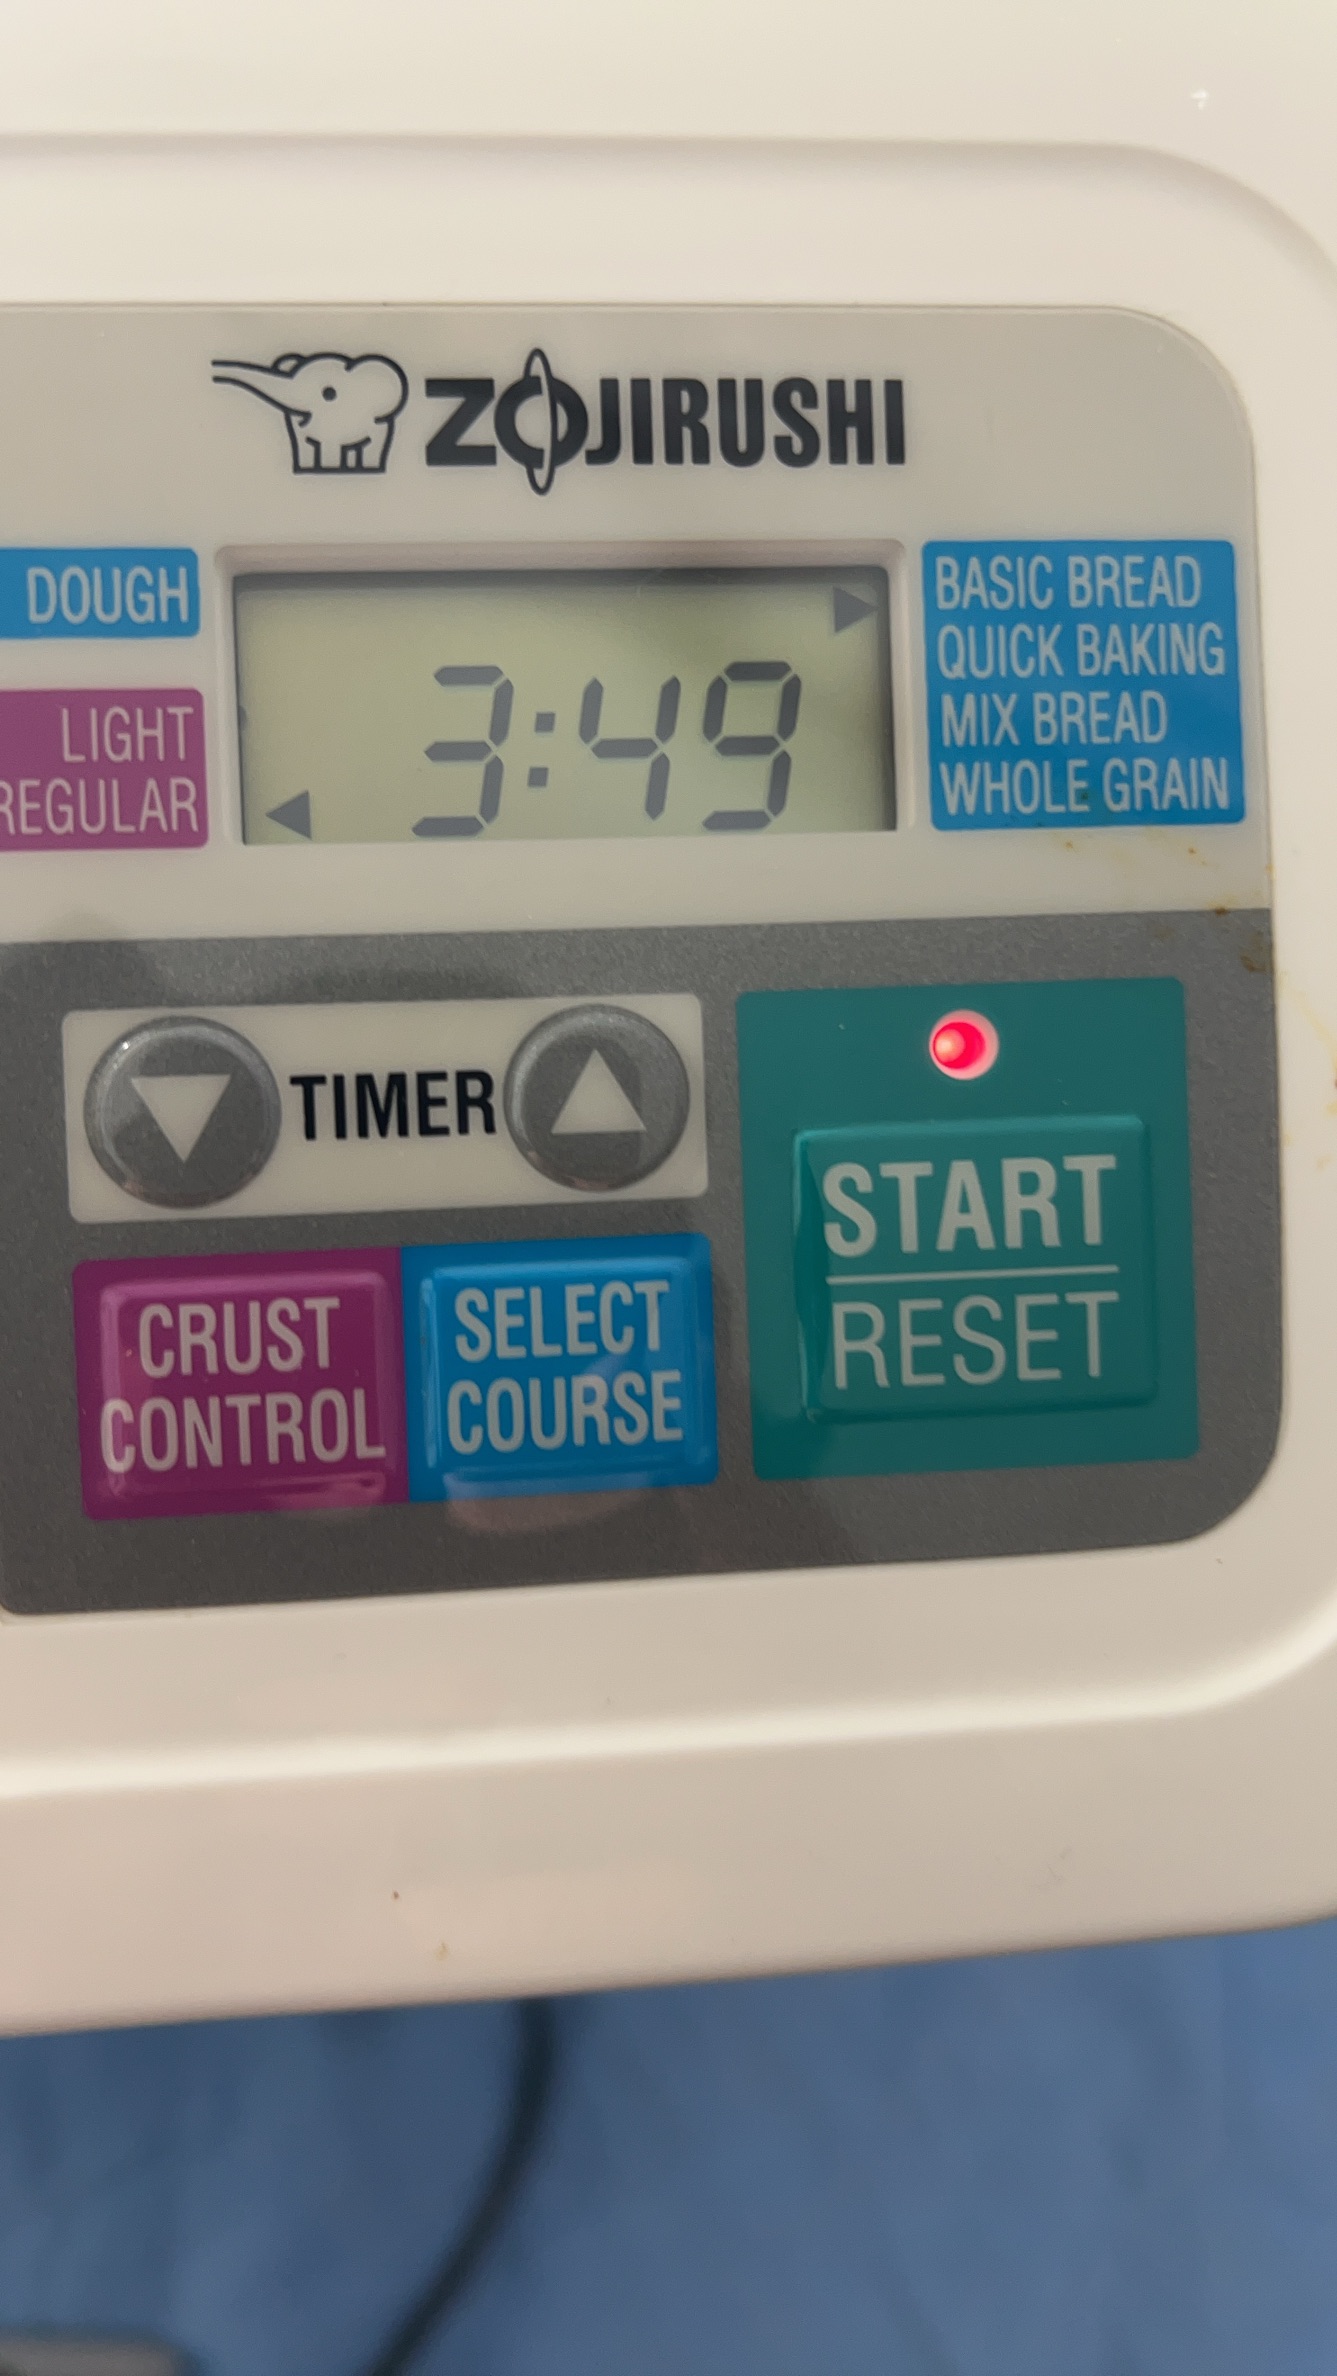 ZOJIRUSHI
DOUGH
LIGHT
REGULAR
3:49
BASIC BREAD
QUICK BAKING
MIX BREAD
WHOLE GRAIN
TIMER
CRUST
CONTROL
SELECT
COURSE
START
RESET